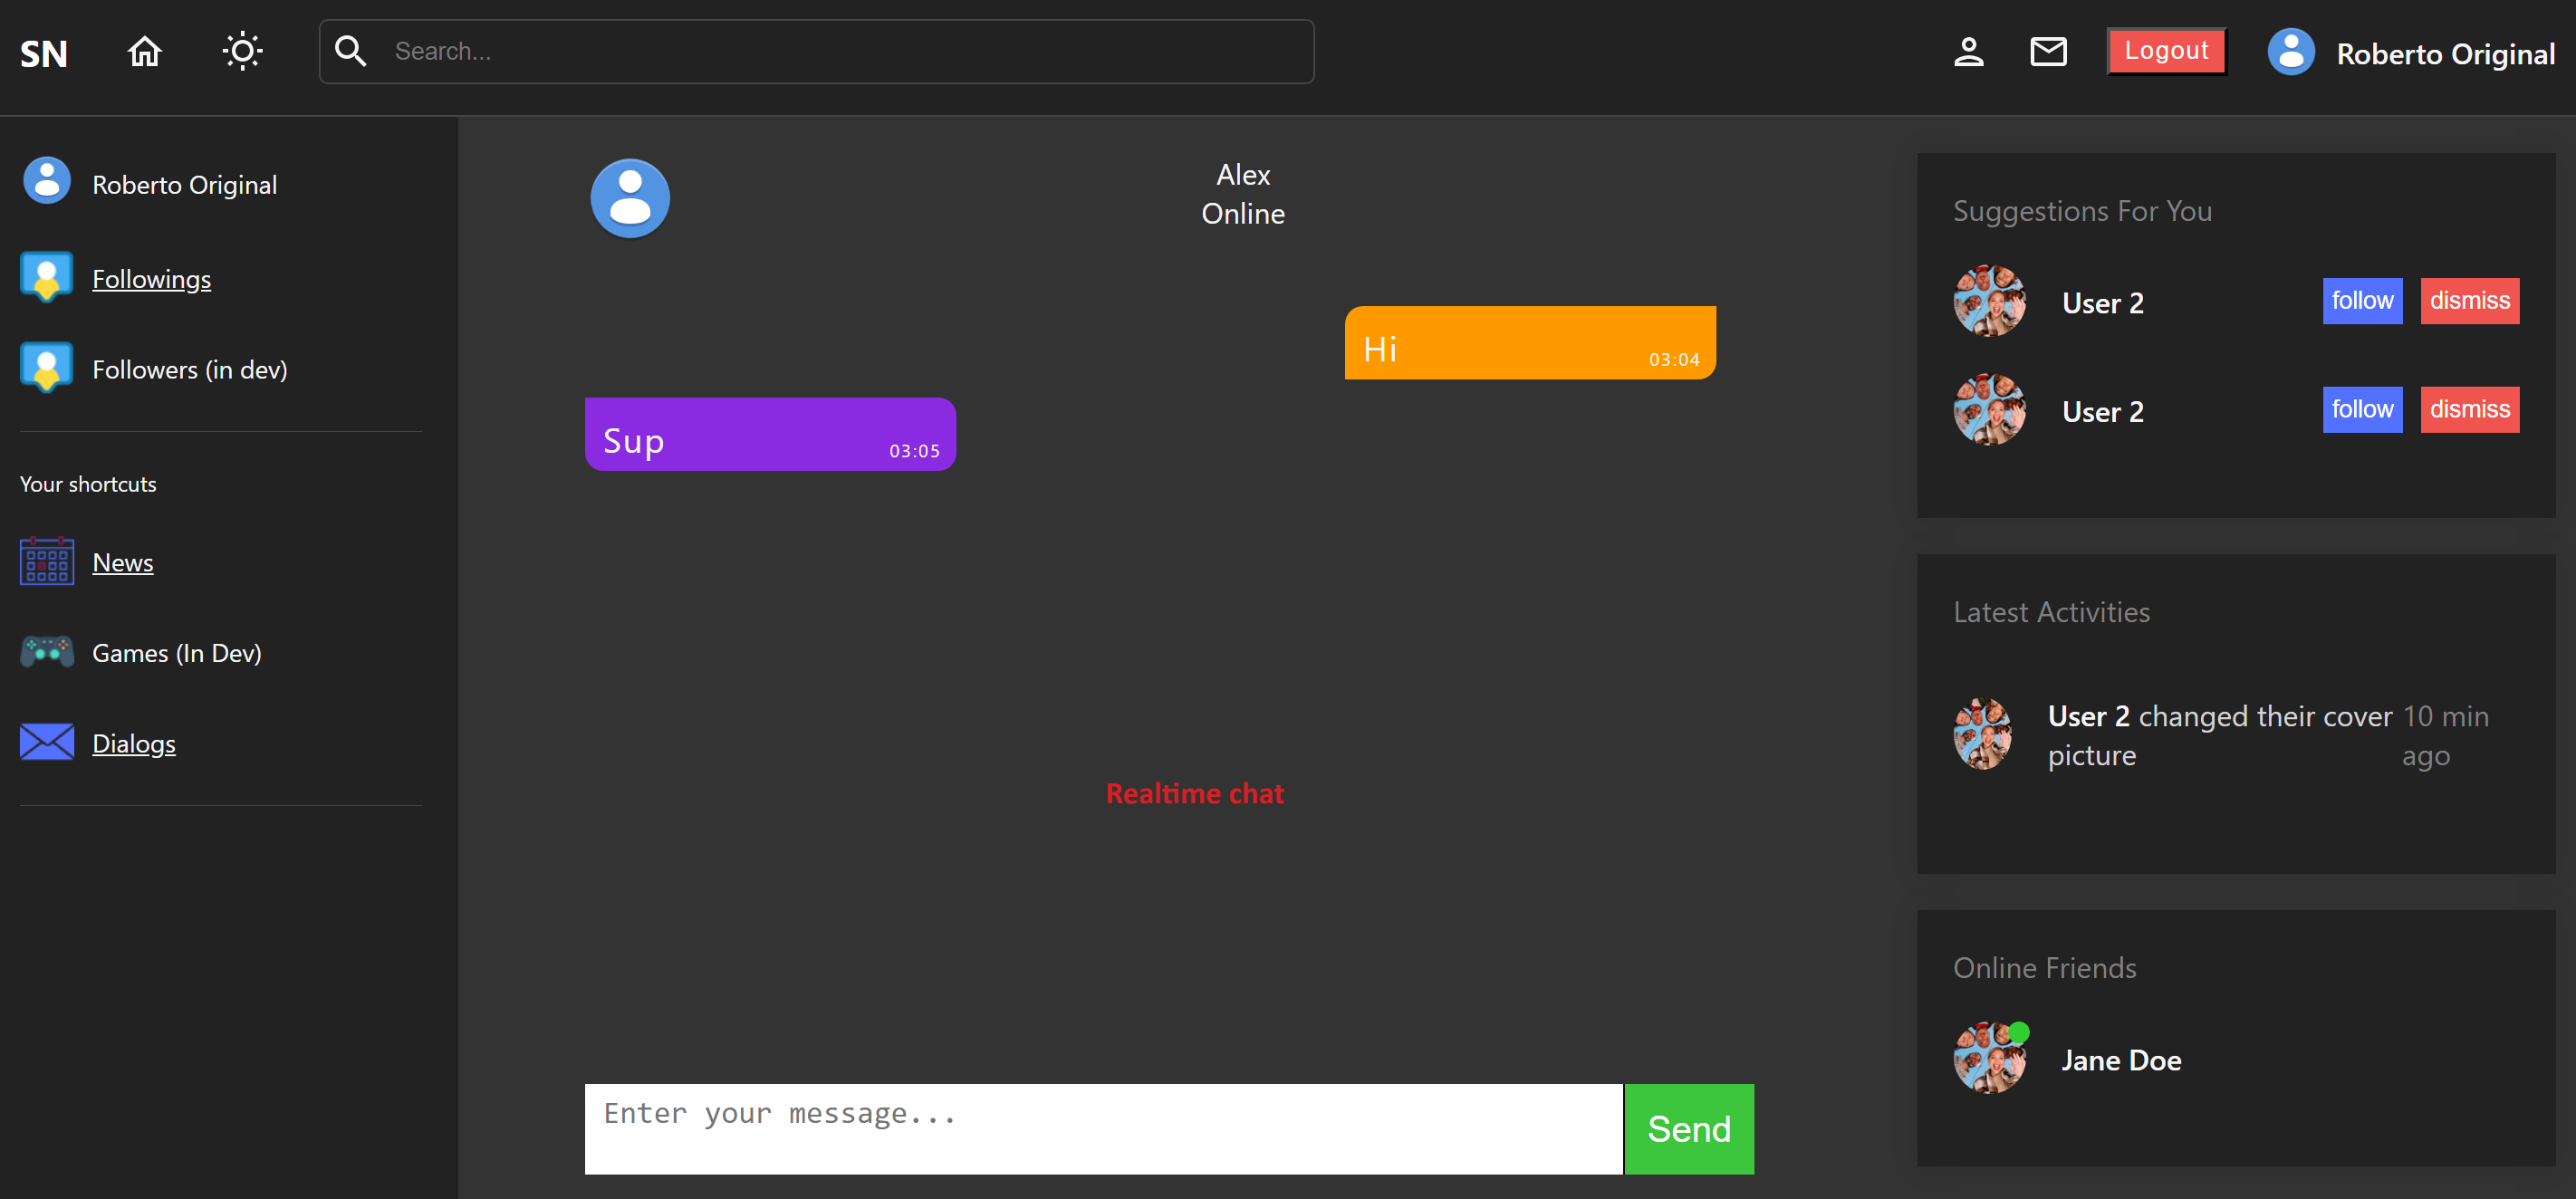 SN
Search...
Logout
Roberto Original
Roberto Original
Followings
Followers (in dev)
Your shortcuts
News
Games (In Dev)
Dialogs
Alex
Online
Hi
03:04
Sup
03:05
Realtime chat
Enter your message...
Send
Suggestions For You
User 2
follow
dismiss
User 2
follow
dismiss
Latest Activities
User 2 changed their cover
picture
10 min
ago
Online Friends
Jane Doe